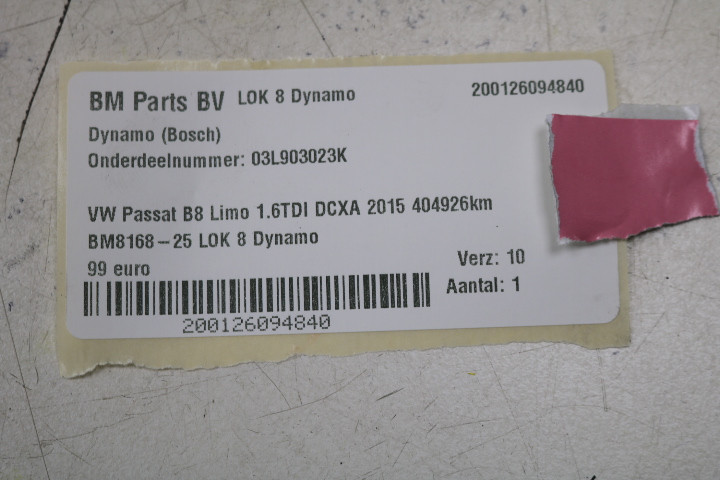 BM Parts BV LOK 8 Dynamo 200126094840
Dynamo (Bosch)
Onderdeelnummer: 03L903023K
VW Passat B8 Limo 1.6TDI DCXA 2015 404926km
BM8168-25 LOK 8 Dynamo
99 euro Verz: 10
Aantal: 1
200126094840